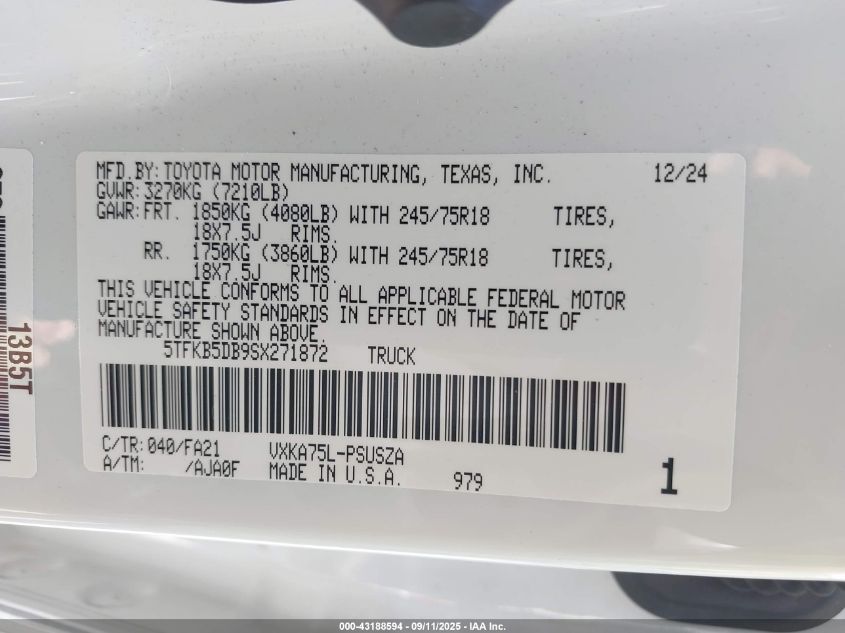 MFD.BY: TOYOTA MOTOR MANUFACTURING, TEXAS, INC. 12/24
GVWR: 3270KG (7210LB)
GAWR: FRT. 1850KG (4080LB) WITH 245/75R18 TIRES,
18X7.5J RIMS.
RR. 1750KG (3860LB) WITH 245/75R18 TIRES,
18X7.5J RIMS.
THIS VEHICLE CONFORMS TO ALL APPLICABLE FEDERAL MOTOR
VEHICLE SAFETY STANDARDS IN EFFECT ON THE DATE OF
MANUFACTURE SHOWN ABOVE.
5TFKB5DB9SX271872 TRUCK
C/TR: 040/FA21 VXKA75L-PSUSZA
A/TM: /AJA0F MADE IN U.S.A. 979 1
13B5T
000-43188594 - 09/11/2025 - IAA Inc.